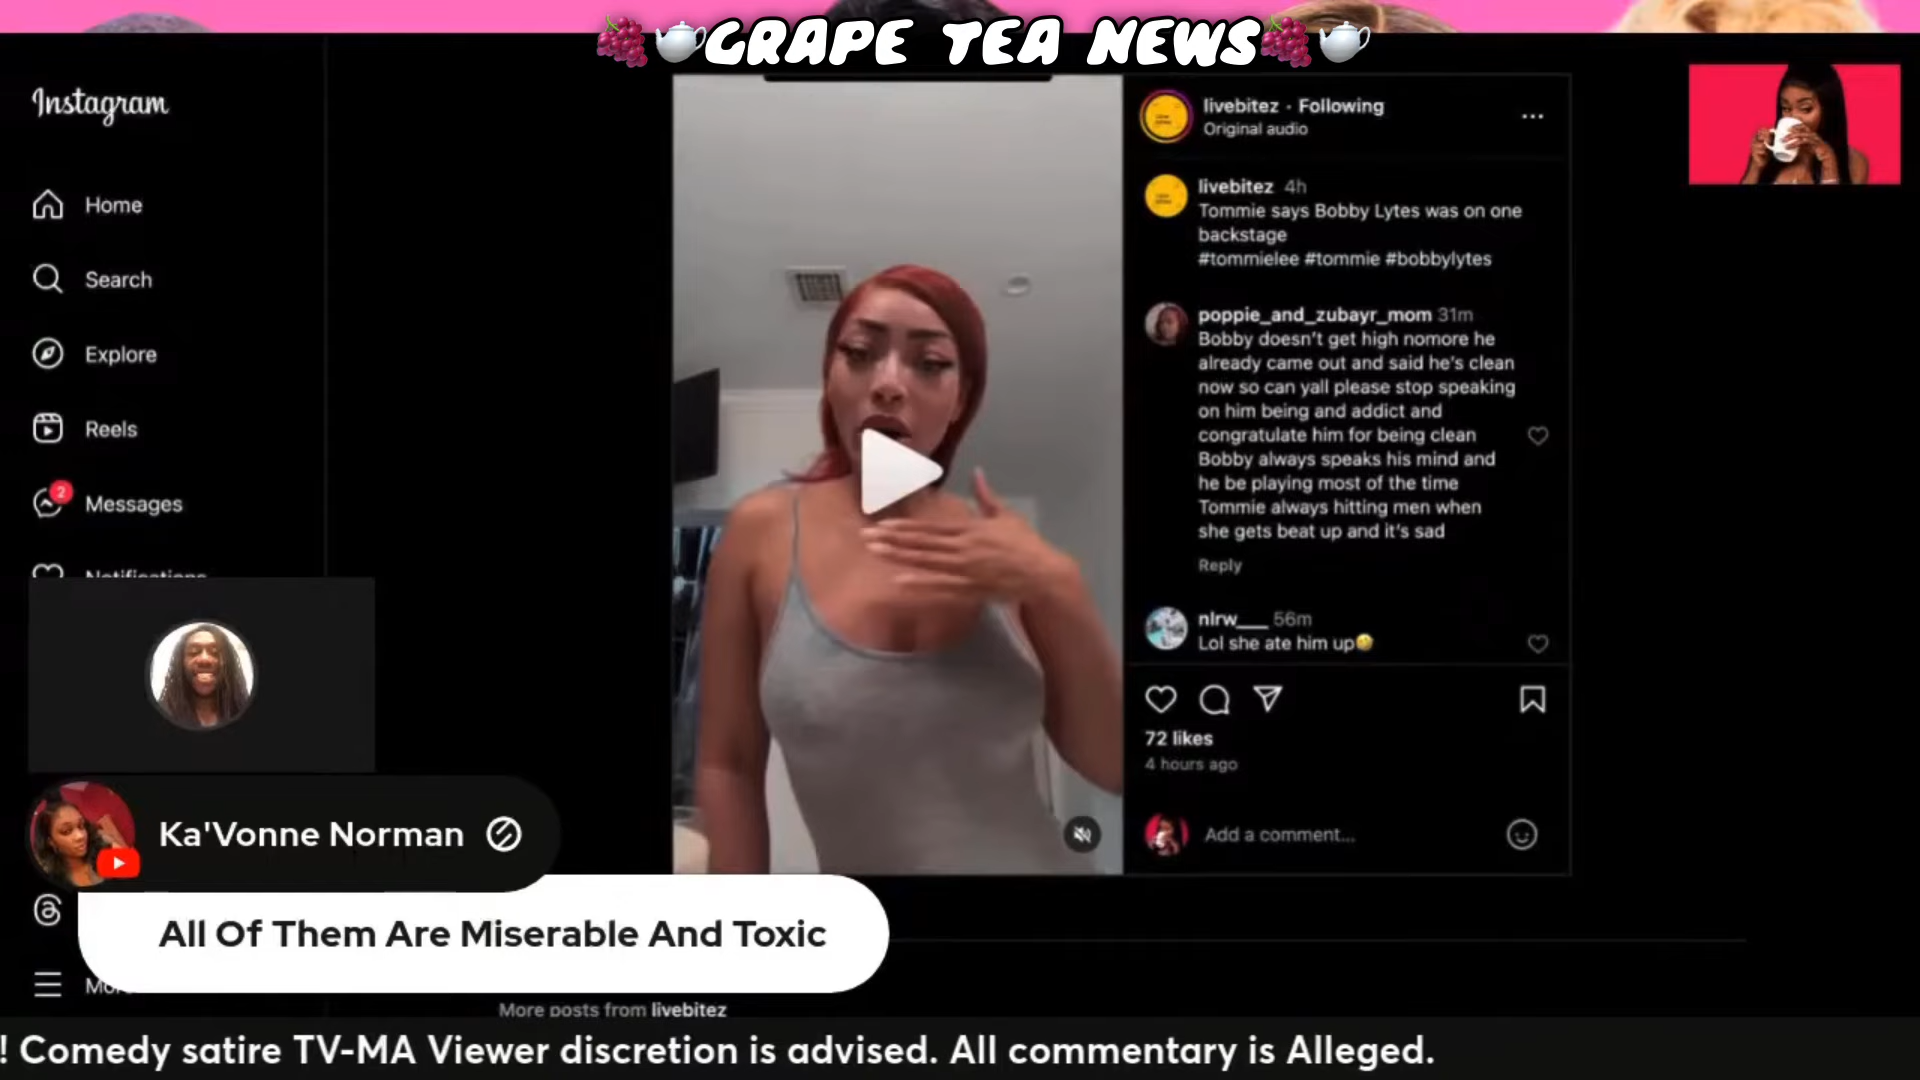 GRAPE TEA NEWS
Instagram
Home
Search
Explore
Reels
2
Messages
Notifications
livebitez • Following
Original audio
livebitez 4h
Tommie says Bobby Lytes was on one
backstage
#tommielee #tommie #bobbylytes
poppie_and_zubayr_mom 31m
Bobby doesn't get high nomore he
already came out and said he's clean
now so can yall please stop speaking
on him being and addict and
congratulate him for being clean
Bobby always speaks his mind and
he be playing most of the time
Tommie always hitting men when
she gets beat up and it's sad
Reply
nlrw___ 56m
Lol she ate him up🤣
72 likes
4 hours ago
Add a comment...
Ka'Vonne Norman
All Of Them Are Miserable And Toxic
More
More posts from livebitez
! Comedy satire TV-MA Viewer discretion is advised. All commentary is Alleged.